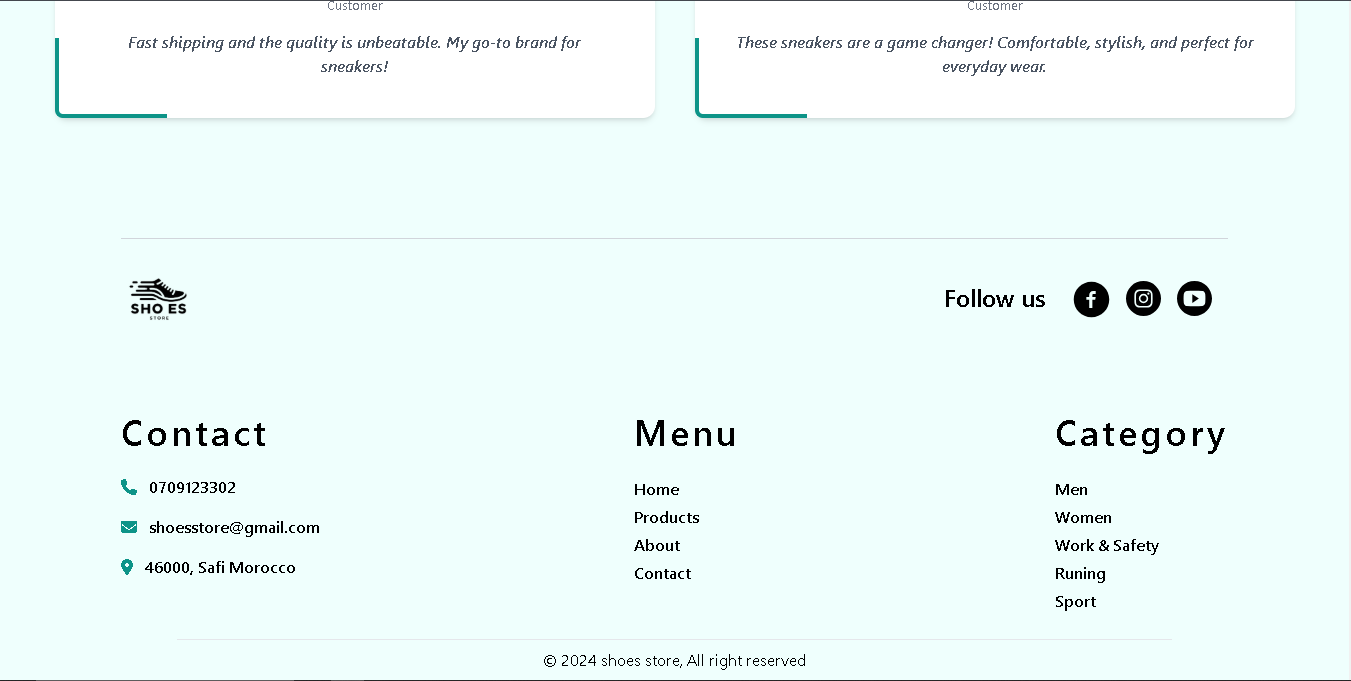 Customer
Customer
Fast shipping and the quality is unbeatable. My go-to brand for
sneakers!
These sneakers are a game changer! Comfortable, stylish, and perfect for
everyday wear.
SHO ES
STORE
Follow us
Contact
0709123302
shoesstore@gmail.com
46000, Safi Morocco
Menu
Home
Products
About
Contact
Category
Men
Women
Work & Safety
Runing
Sport
© 2024 shoes store, All right reserved